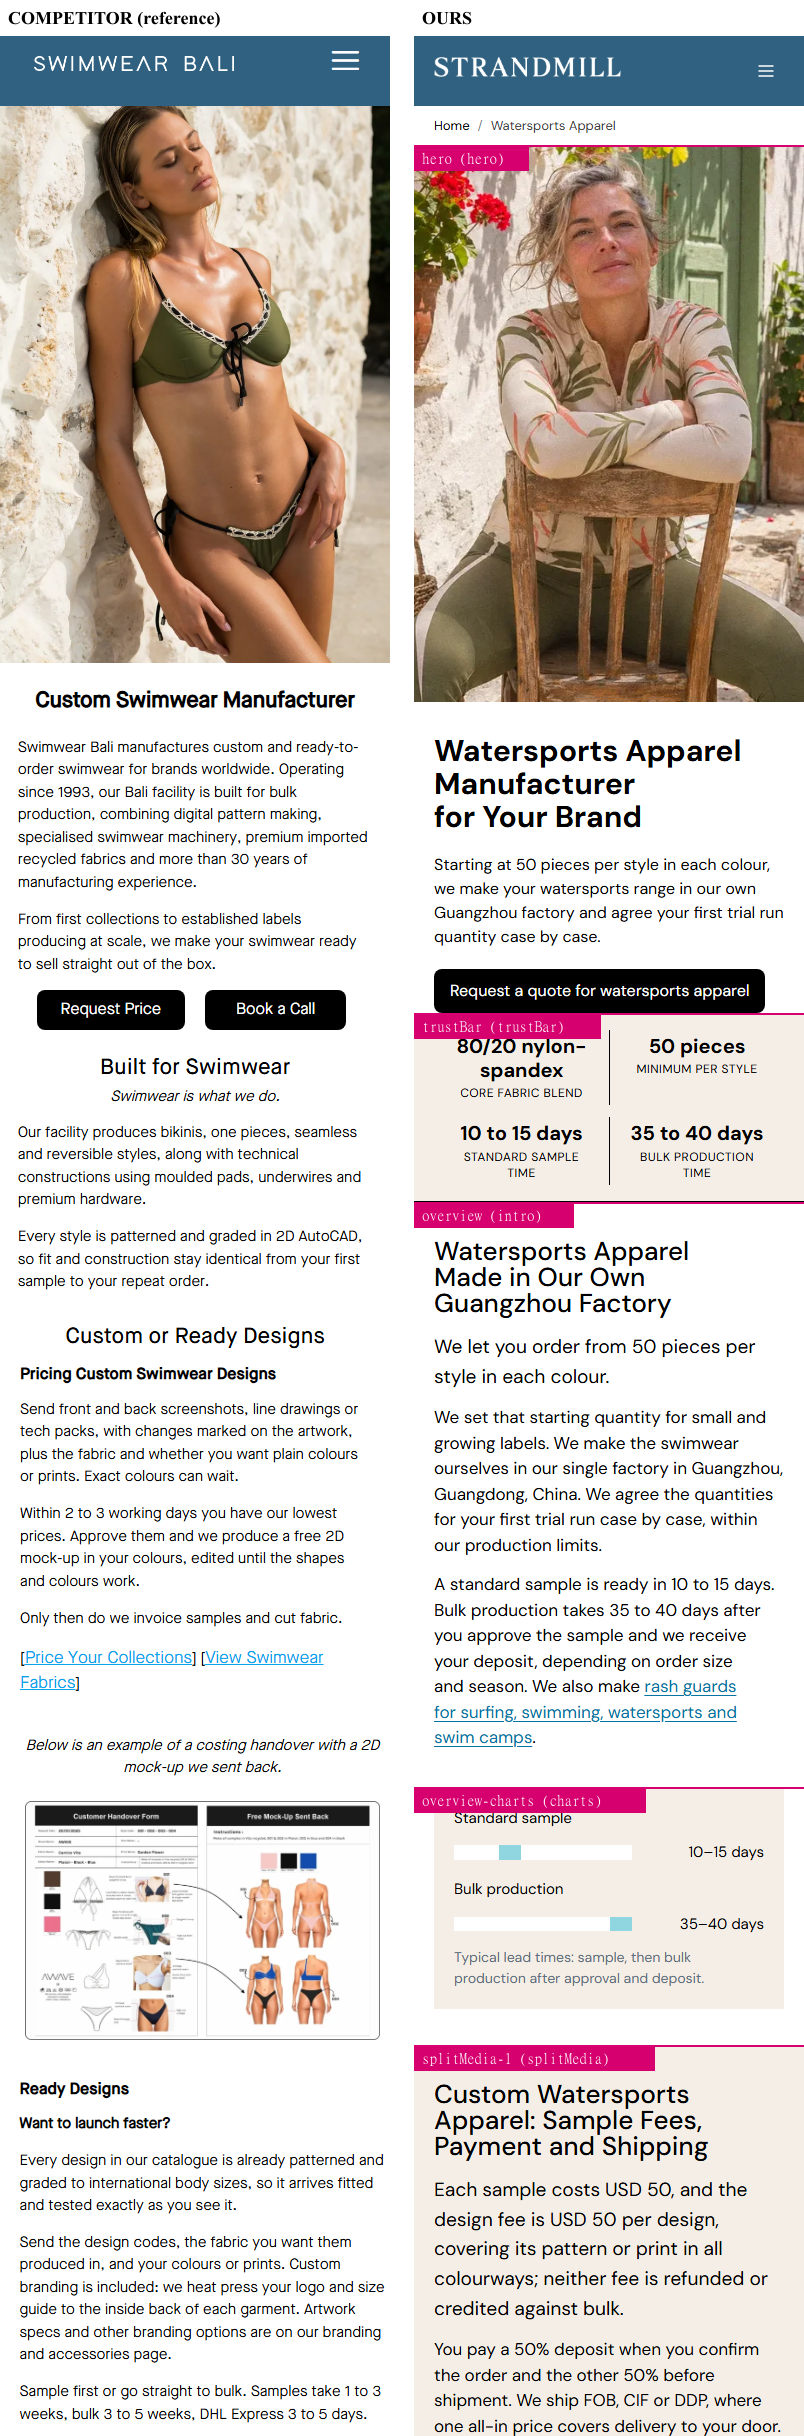 COMPETITOR (reference)
SWIMWEAR BALI
Custom Swimwear Manufacturer
Swimwear Bali manufactures custom and ready-to-
order swimwear for brands worldwide. Operating
since 1993, our Bali facility is built for bulk
production, combining digital pattern making,
specialised swimwear machinery, premium imported
recycled fabrics and more than 30 years of
manufacturing experience.
From first collections to established labels
producing at scale, we make your swimwear ready
to sell straight out of the box.
Request Price
Book a Call
Built for Swimwear
Swimwear is what we do.
Our facility produces bikinis, one pieces, seamless
and reversible styles, along with technical
constructions using moulded pads, underwires and
premium hardware.
Every style is patterned and graded in 2D AutoCAD,
so fit and construction stay identical from your first
sample to your repeat order.
Custom or Ready Designs
Pricing Custom Swimwear Designs
Send front and back screenshots, line drawings or
tech packs, with changes marked on the artwork,
plus the fabric and whether you want plain colours
or prints. Exact colours can wait.
Within 2 to 3 working days you have our lowest
prices. Approve them and we produce a free 2D
mock-up in your colours, edited until the shapes
and colours work.
Only then do we invoice samples and cut fabric.
[Price Your Collections] [View Swimwear
Fabrics]
Below is an example of a costing handover with a 2D
mock-up we sent back.
Customer Handover Form
Free Mock-Up Sent Back
Instructions:
AWAVE
Ready Designs
Want to launch faster?
Every design in our catalogue is already patterned and
graded to international body sizes, so it arrives fitted
and tested exactly as you see it.
Send the design codes, the fabric you want them
produced in, and your colours or prints. Custom
branding is included: we heat press your logo and size
guide to the inside back of each garment. Artwork
specs and other branding options are on our branding
and accessories page.
Sample first or go straight to bulk. Samples take 1 to 3
weeks, bulk 3 to 5 weeks, DHL Express 3 to 5 days.
OURS
STRANDMILL
Home / Watersports Apparel
hero (hero)
Watersports Apparel
Manufacturer
for Your Brand
Starting at 50 pieces per style in each colour,
we make your watersports range in our own
Guangzhou factory and agree your first trial run
quantity case by case.
Request a quote for watersports apparel
trustBar (trustBar)
80/20 nylon-
spandex
CORE FABRIC BLEND
50 pieces
MINIMUM PER STYLE
10 to 15 days
STANDARD SAMPLE
TIME
35 to 40 days
BULK PRODUCTION
TIME
overview (intro)
Watersports Apparel
Made in Our Own
Guangzhou Factory
We let you order from 50 pieces per
style in each colour.
We set that starting quantity for small and
growing labels. We make the swimwear
ourselves in our single factory in Guangzhou,
Guangdong, China. We agree the quantities
for your first trial run case by case, within
our production limits.
A standard sample is ready in 10 to 15 days.
Bulk production takes 35 to 40 days after
you approve the sample and we receive
your deposit, depending on order size
and season. We also make rash guards
for surfing, swimming, watersports and
swim camps.
overview-charts (charts)
Standard sample
10–15 days
Bulk production
35–40 days
Typical lead times: sample, then bulk
production after approval and deposit.
splitMedia-1 (splitMedia)
Custom Watersports
Apparel: Sample Fees,
Payment and Shipping
Each sample costs USD 50, and the
design fee is USD 50 per design,
covering its pattern or print in all
colourways; neither fee is refunded or
credited against bulk.
You pay a 50% deposit when you confirm
the order and the other 50% before
shipment. We ship FOB, CIF or DDP, where
one all-in price covers delivery to your door.